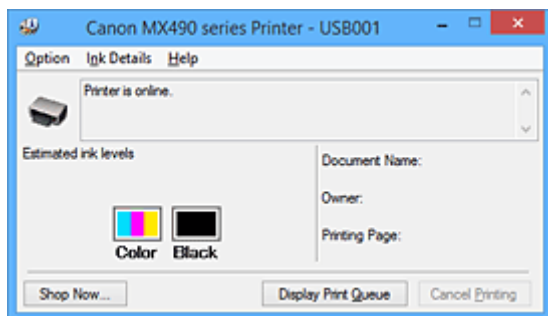 Canon MX490 series Printer - USB001
Option Ink Details Help
Printer is online.
Estimated ink levels
Document Name:
Owner:
Printing Page:
Color Black
Shop Now... Display Print Queue Cancel Printing